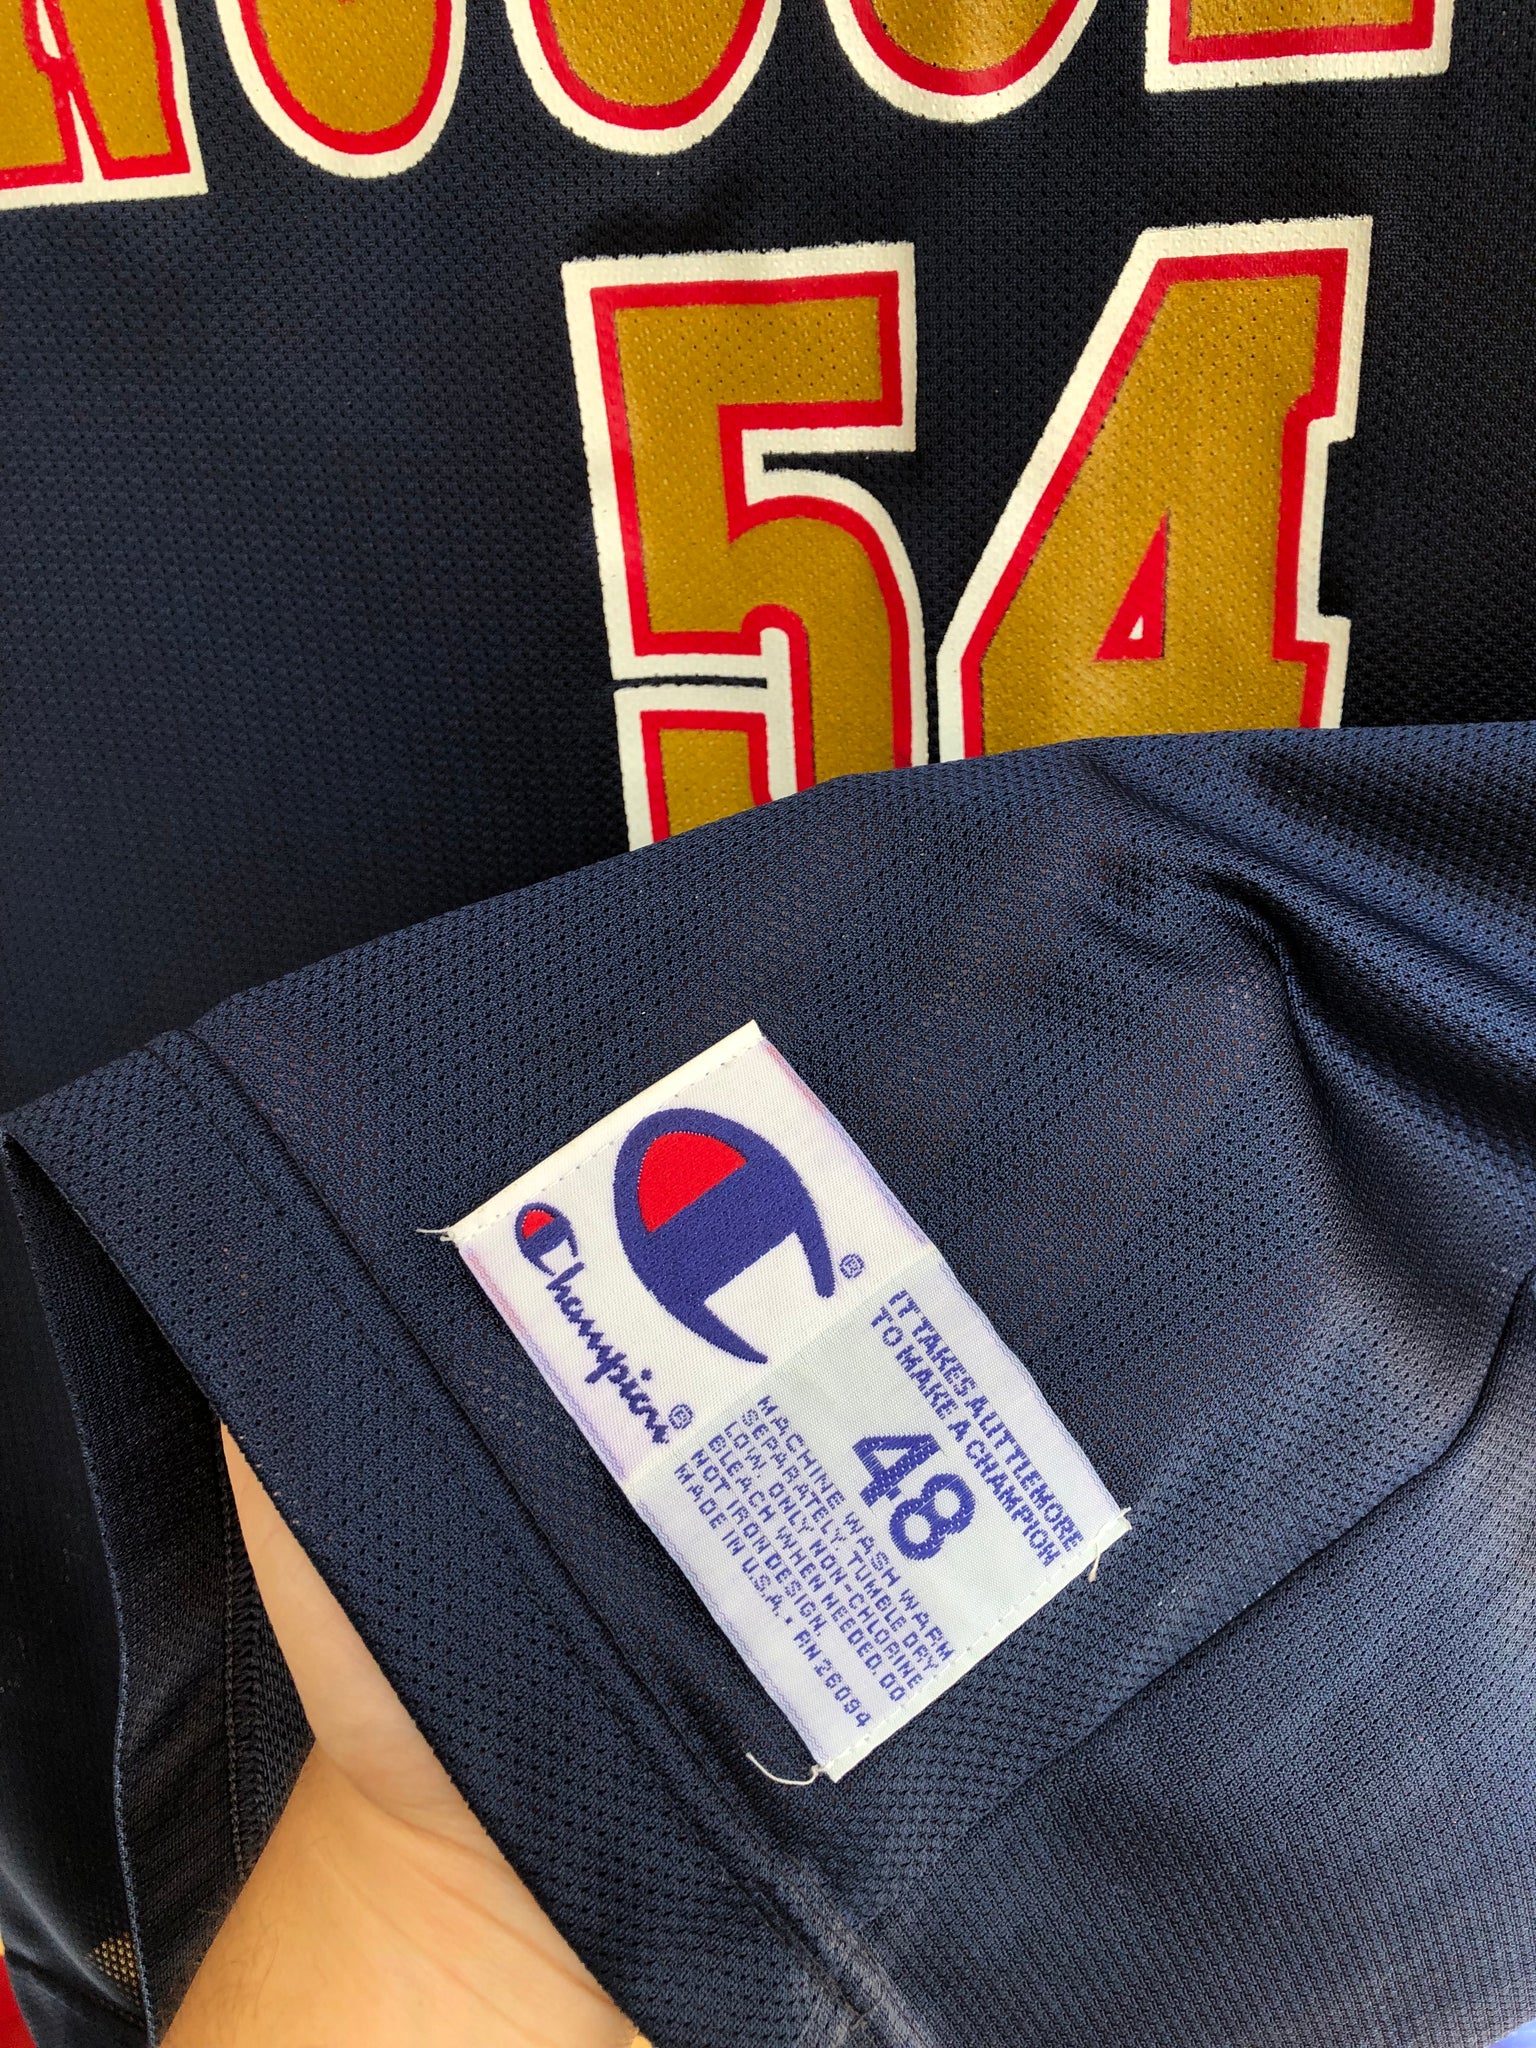 54
Champion®
®
IT TAKES A LITTLE MORE
TO MAKE A CHAMPION
48
MACHINE WASH WARM
SEPARATELY. TUMBLE DRY
LOW. ONLY NON-CHLORINE
BLEACH WHEN NEEDED. DO
NOT IRON DESIGN.
MADE IN U.S.A. • RN 26094